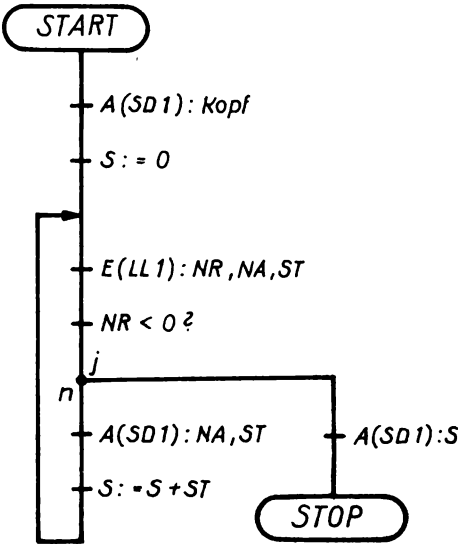 START
A(SD1): Kopf
S:=0
E(LL1): NR,NA,ST
NR < 0?
j
n
A(SD1): NA,ST
A(SD1):S
S:=S+ST
STOP